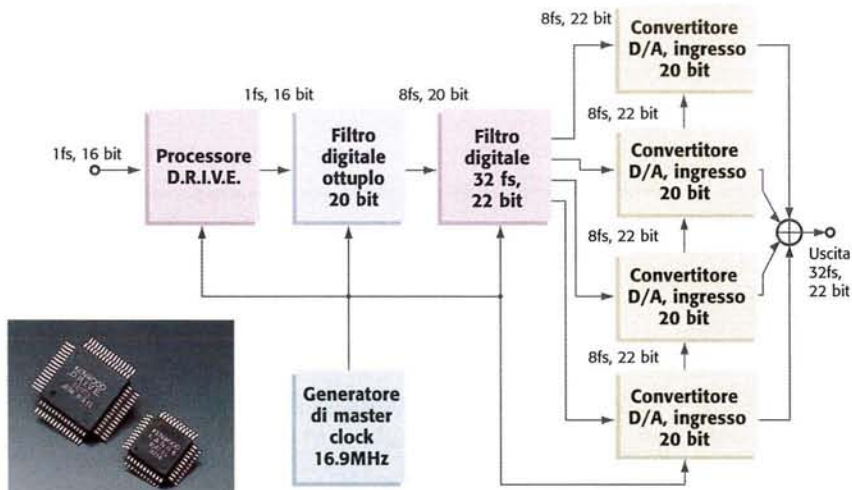 8fs, 22 bit
Convertitore
D/A, ingresso
20 bit
1fs, 16 bit
8fs, 20 bit
8fs, 22 bit
1fs, 16 bit
Processore
D.R.I.V.E.
Filtro
digitale
ottuplo
20 bit
Filtro
digitale
32 fs,
22 bit
Convertitore
D/A, ingresso
20 bit
8fs, 22 bit
Uscita
32fs,
22 bit
Convertitore
D/A, ingresso
20 bit
8fs, 22 bit
Generatore
di master
clock
16.9MHz
Convertitore
D/A, ingresso
20 bit
KENWOOD
D.R.I.V.E.
KENWOOD